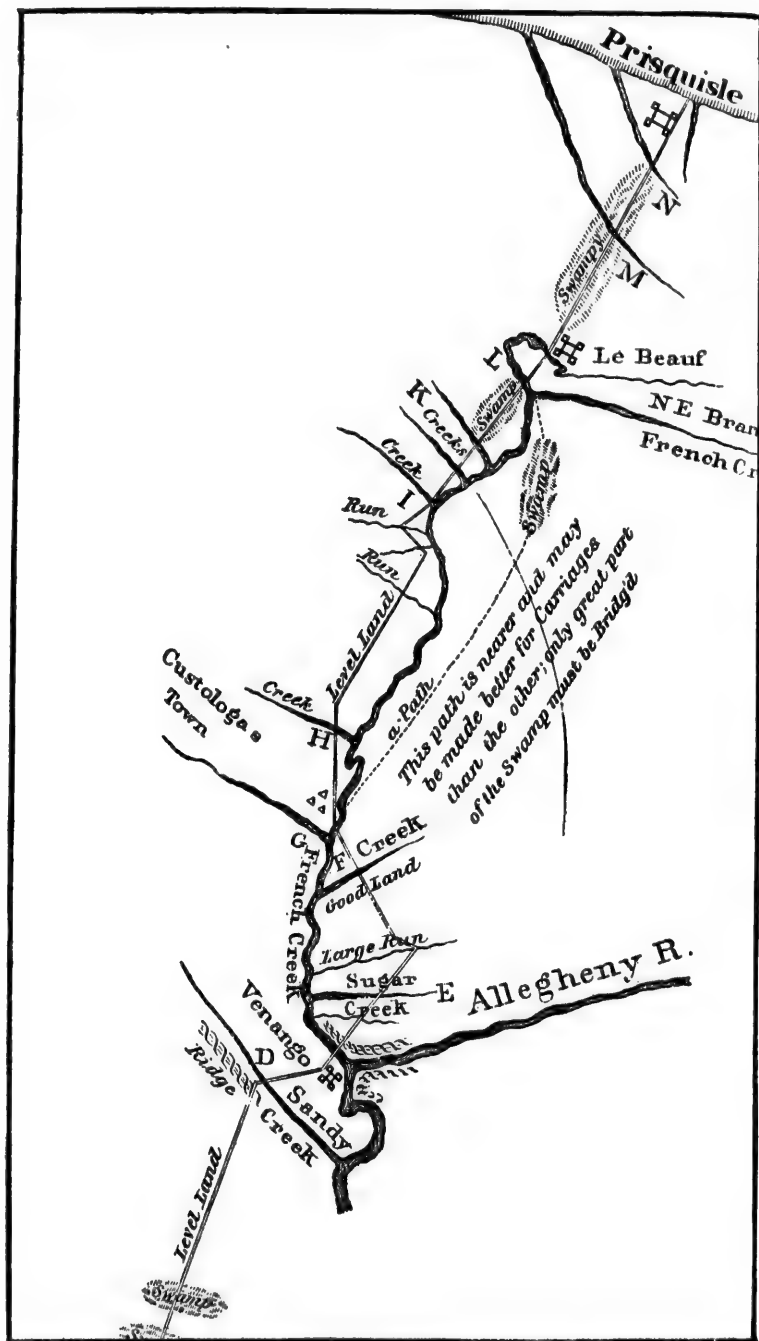 Prisquisle
N
Swampy
M
L
Le Beauf
K
Swamp
NE Bran
French Cr
Creeks
Creek
I
Swamp
Run
Run
This path is nearer and may
be made better for Carriages
than the other; only great part
of the Swamp must be Bridg'd
Level Land
a Path
Custologas
Town
Creek
H
G
F Creek
French Creek
Good Land
Large Run
Sugar
Creek
E
Allegheny R.
Venango
D
Ridge
Sandy
Creek
Level Land
Swamp